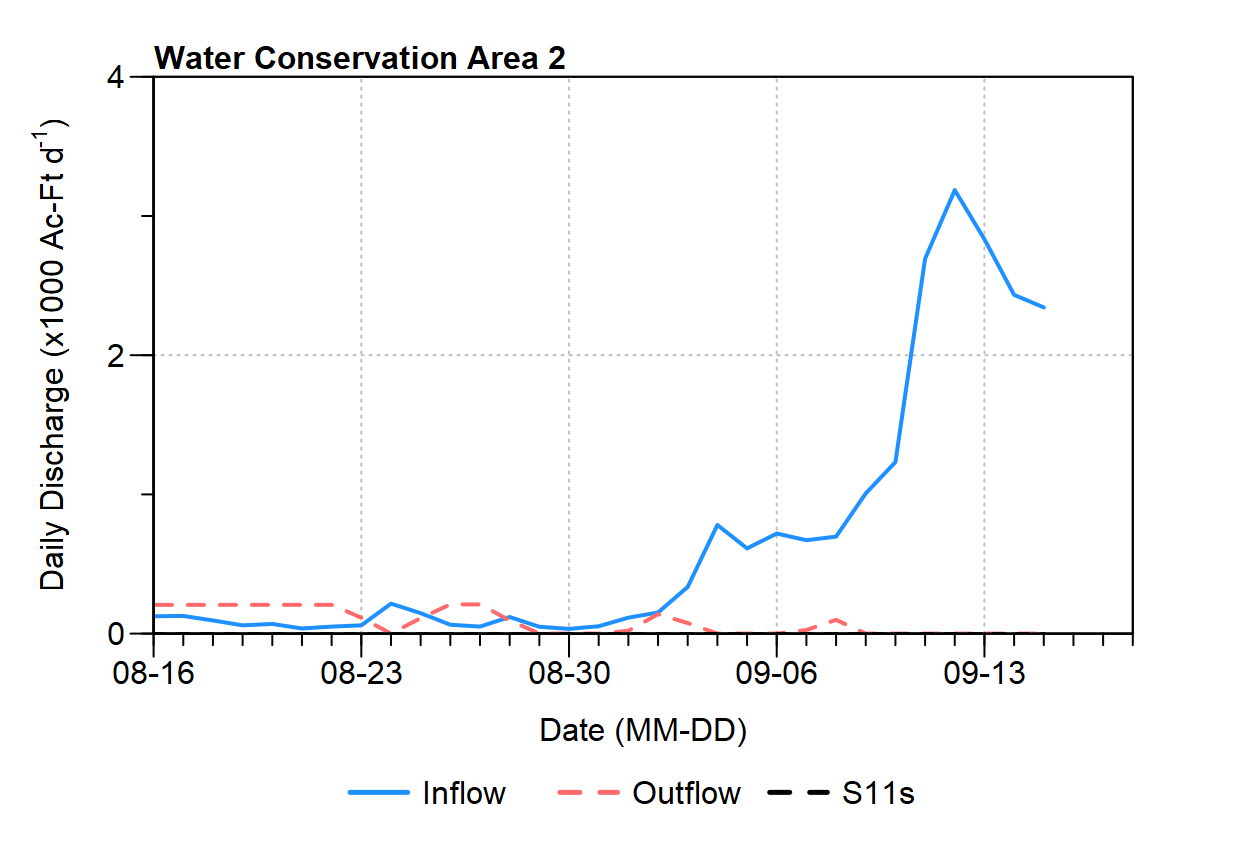 Water Conservation Area 2
Daily Discharge (x1000 Ac-Ft d⁻¹)
4
2
0
08-16 08-23 08-30 09-06 09-13
Date (MM-DD)
Inflow Outflow S11s